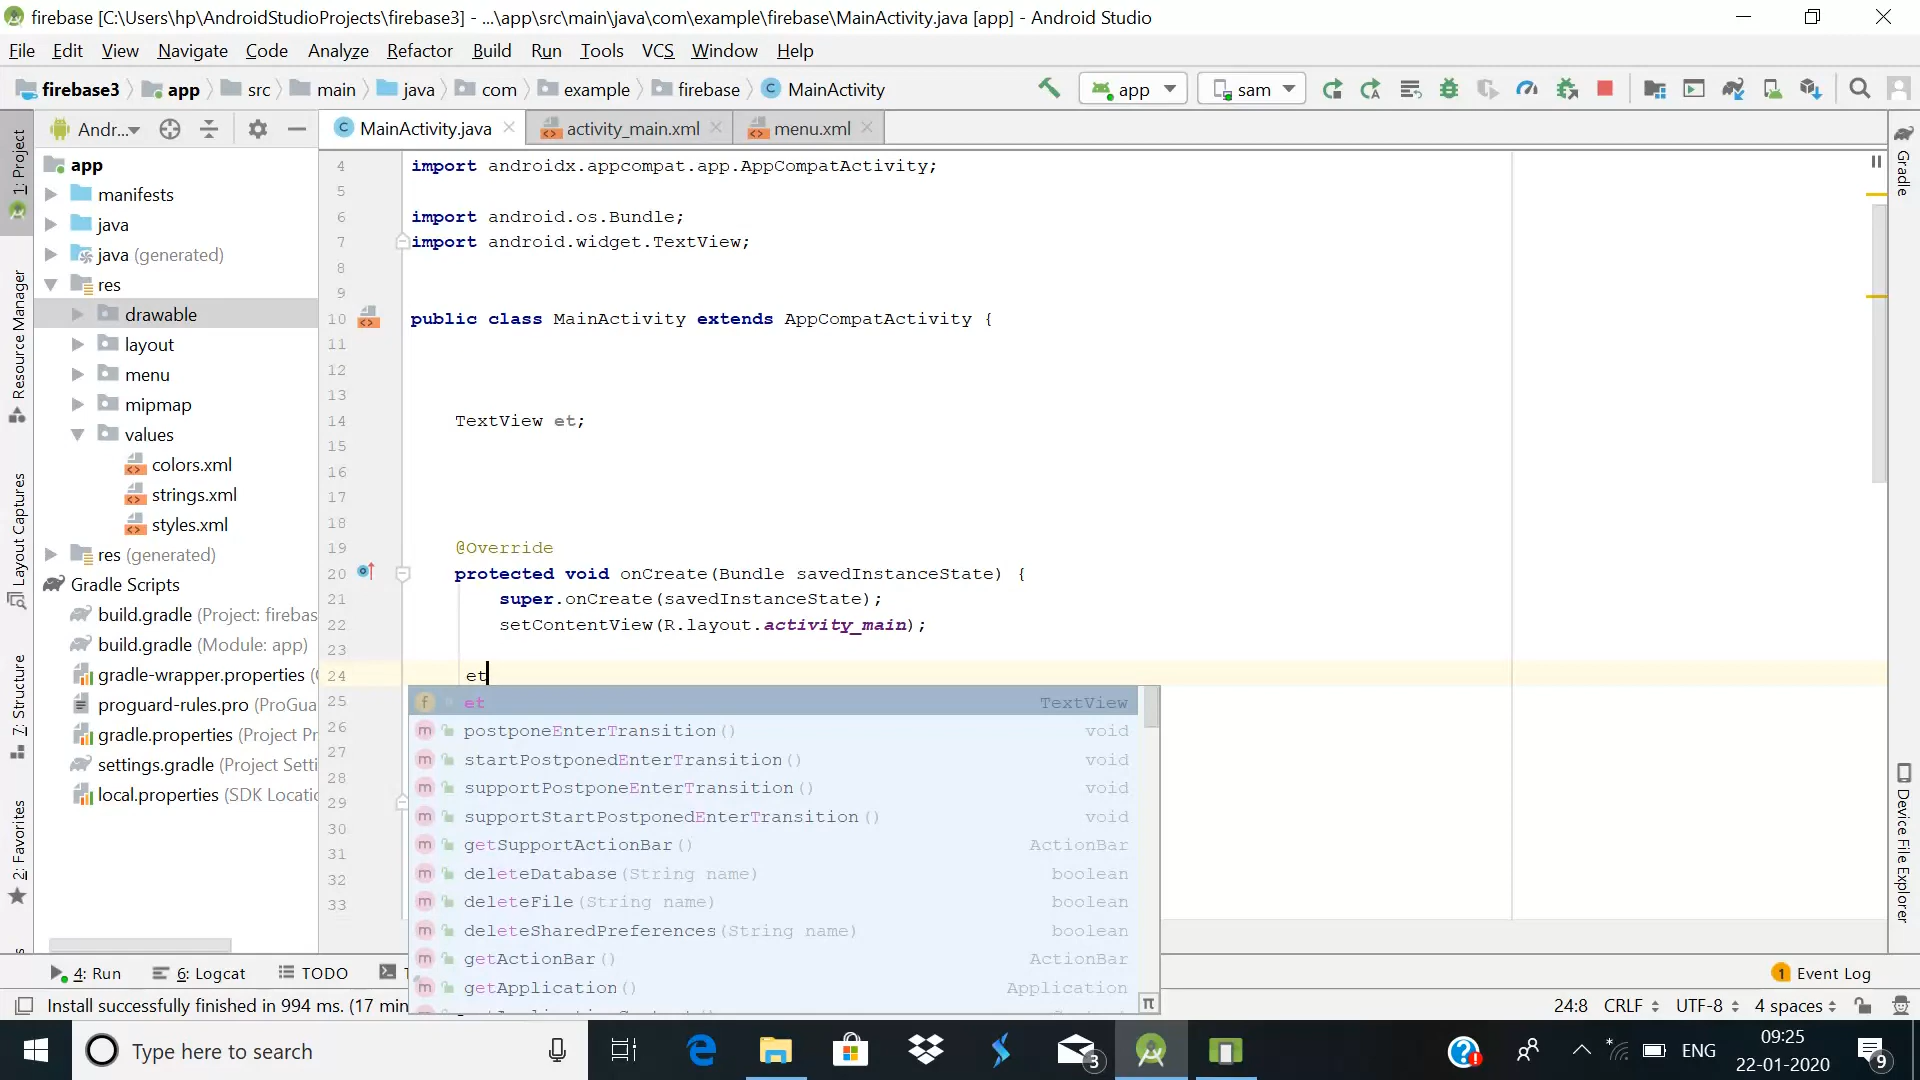 firebase [C:\Users\hp\AndroidStudioProjects\firebase3] - ...\app\src\main\java\com\example\firebase\MainActivity.java [app] - Android Studio
File Edit View Navigate Code Analyze Refactor Build Run Tools VCS Window Help
firebase3 app src main java com example firebase MainActivity app sam
Andr... MainActivity.java activity_main.xml menu.xml
1: Project
Resource Manager
Layout Captures
7: Structure
2: Favorites
app
manifests
java
java (generated)
res
drawable
layout
menu
mipmap
values
colors.xml
strings.xml
styles.xml
res (generated)
Gradle Scripts
build.gradle (Project: firebas
build.gradle (Module: app)
gradle-wrapper.properties (
proguard-rules.pro (ProGua
gradle.properties (Project Pr
settings.gradle (Project Setti
local.properties (SDK Locatio
4 import androidx.appcompat.app.AppCompatActivity;
5
6 import android.os.Bundle;
7 import android.widget.TextView;
8
9
10 public class MainActivity extends AppCompatActivity {
11
12
13
14 TextView et;
15
16
17
18
19 @Override
20 protected void onCreate(Bundle savedInstanceState) {
21 super.onCreate(savedInstanceState);
22 setContentView(R.layout.activity_main);
23
24 et
25
26
27
28
29
30
31
32
33
f et TextView
m postponeEnterTransition() void
m startPostponedEnterTransition() void
m supportPostponeEnterTransition() void
m supportStartPostponedEnterTransition() void
m getSupportActionBar() ActionBar
m deleteDatabase(String name) boolean
m deleteFile(String name) boolean
m deleteSharedPreferences(String name) boolean
m getActionBar() ActionBar
m getApplication() Application
π
Gradle
Device File Explorer
4: Run 6: Logcat TODO 1 Event Log
Install successfully finished in 994 ms. (17 min 24:8 CRLF UTF-8 4 spaces
Type here to search 3 ENG 09:25
22-01-2020 9